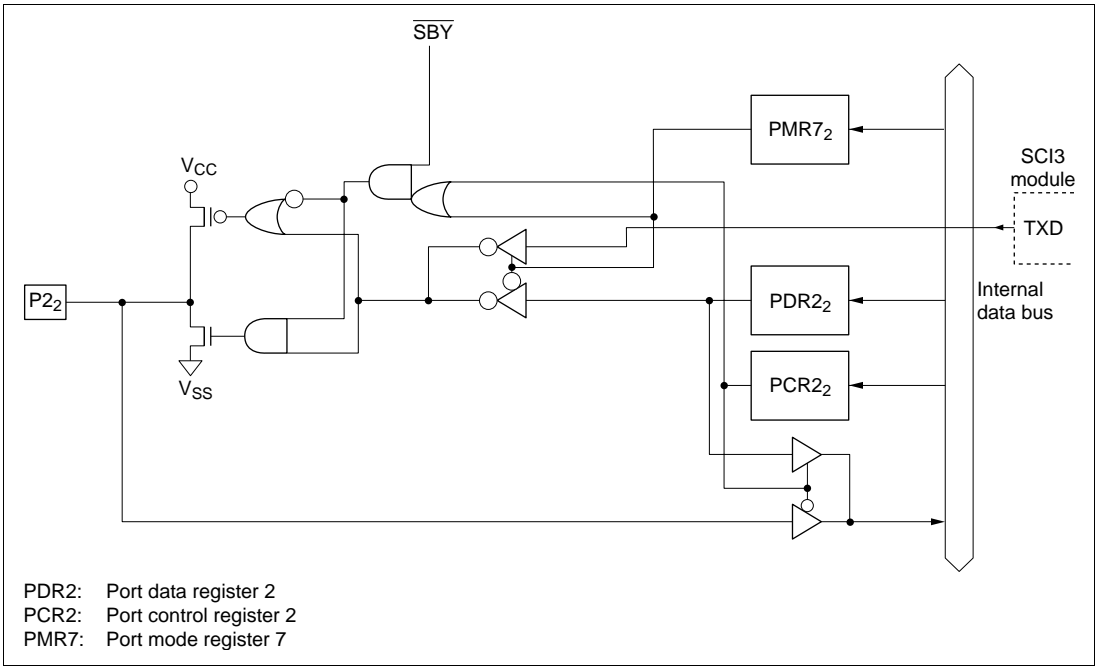 SBY
PMR72
VCC
SCI3
module
TXD
P22
PDR22
Internal
data bus
PCR22
VSS
PDR2: Port data register 2
PCR2: Port control register 2
PMR7: Port mode register 7